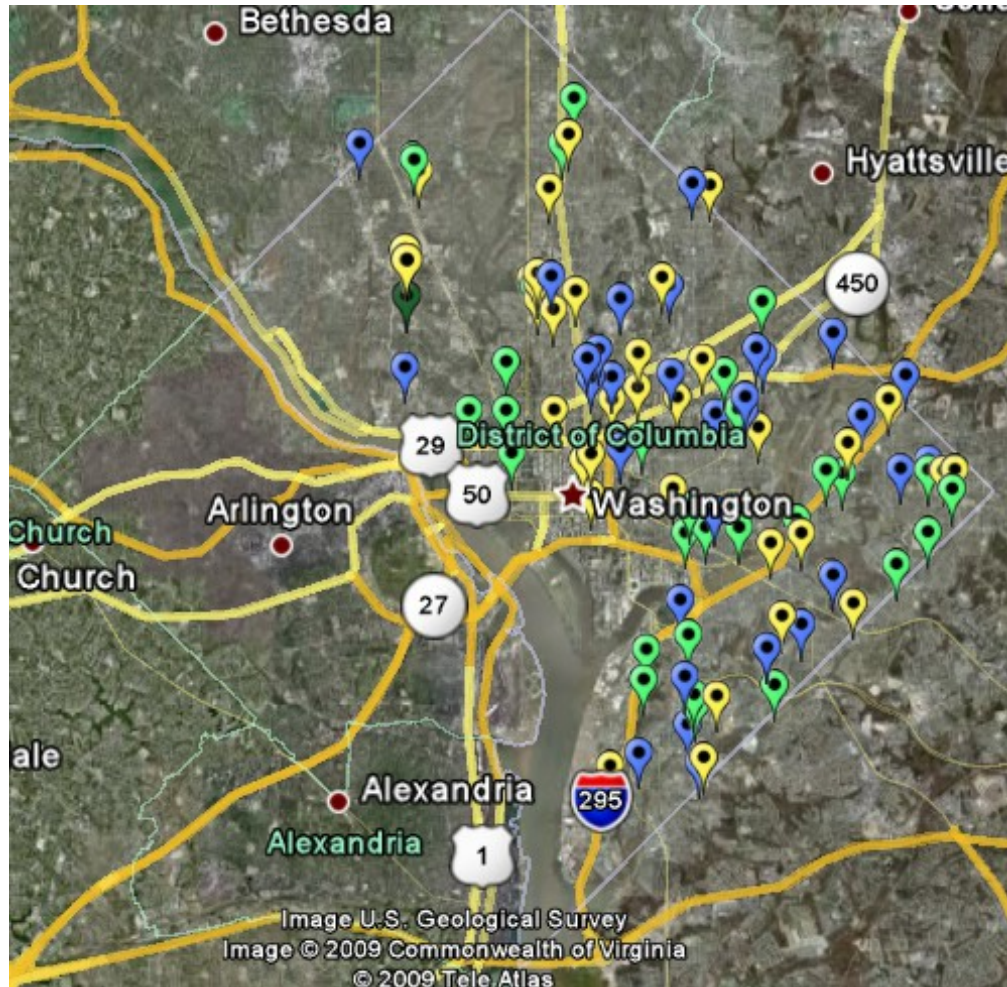 Bethesda
Hyattsville
450
29
District of Columbia
50
Washington
Arlington
Church
Church
27
ale
Alexandria
295
Alexandria
1
Image U.S. Geological Survey
Image © 2009 Commonwealth of Virginia
© 2009 Tele Atlas